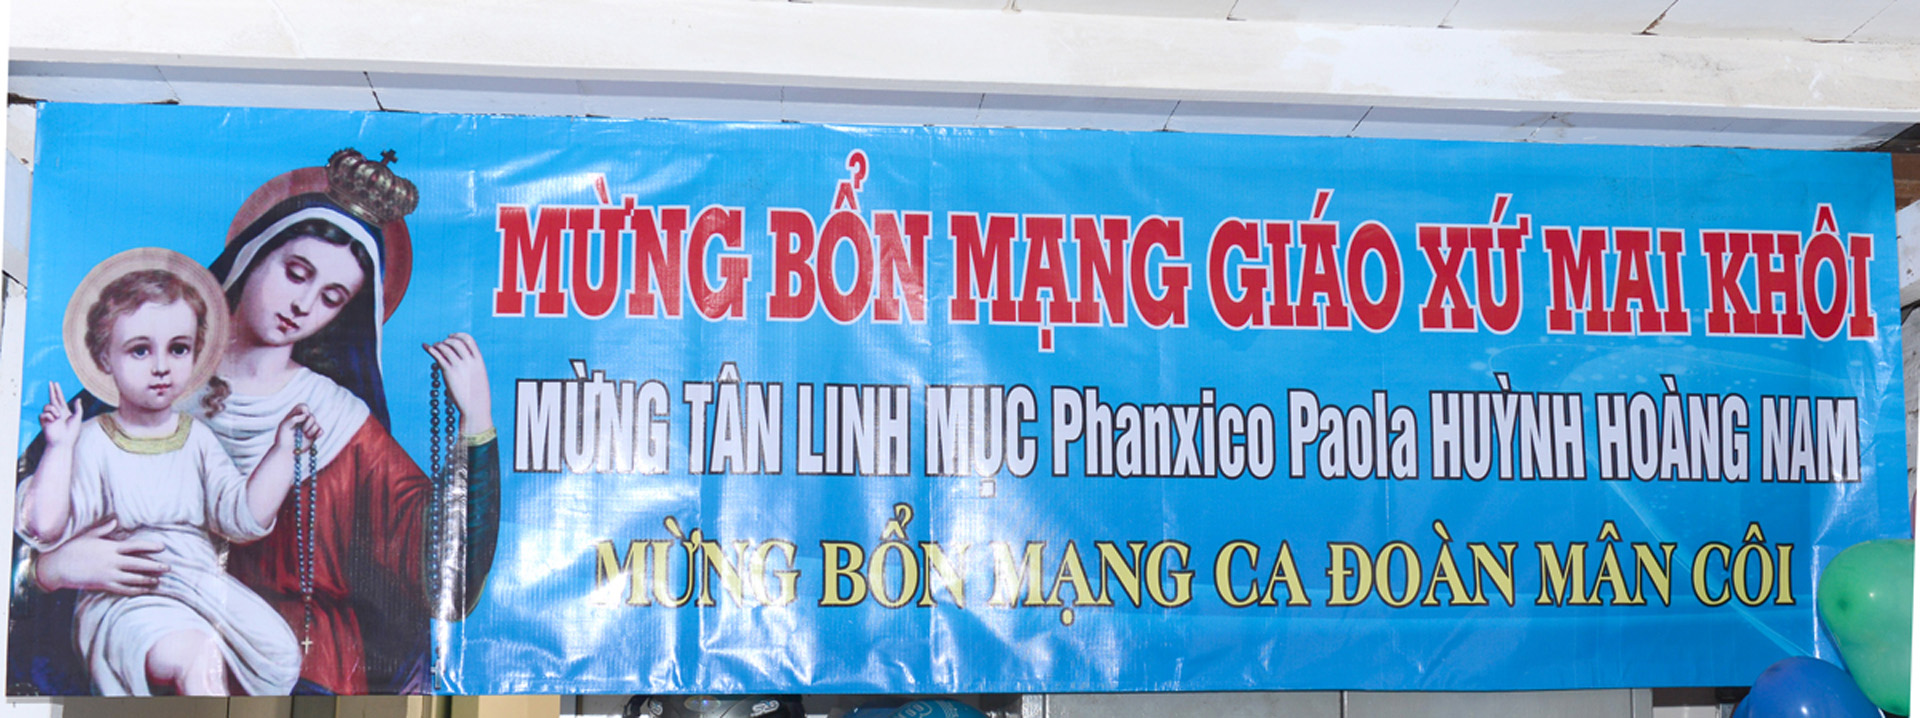 MỪNG BỔN MẠNG GIÁO XỨ MAI KHÔI
MỪNG TÂN LINH MỤC Phanxico Paola HUỲNH HOÀNG NAM
MỪNG BỔN MẠNG CA ĐOÀN MÂN CÔI